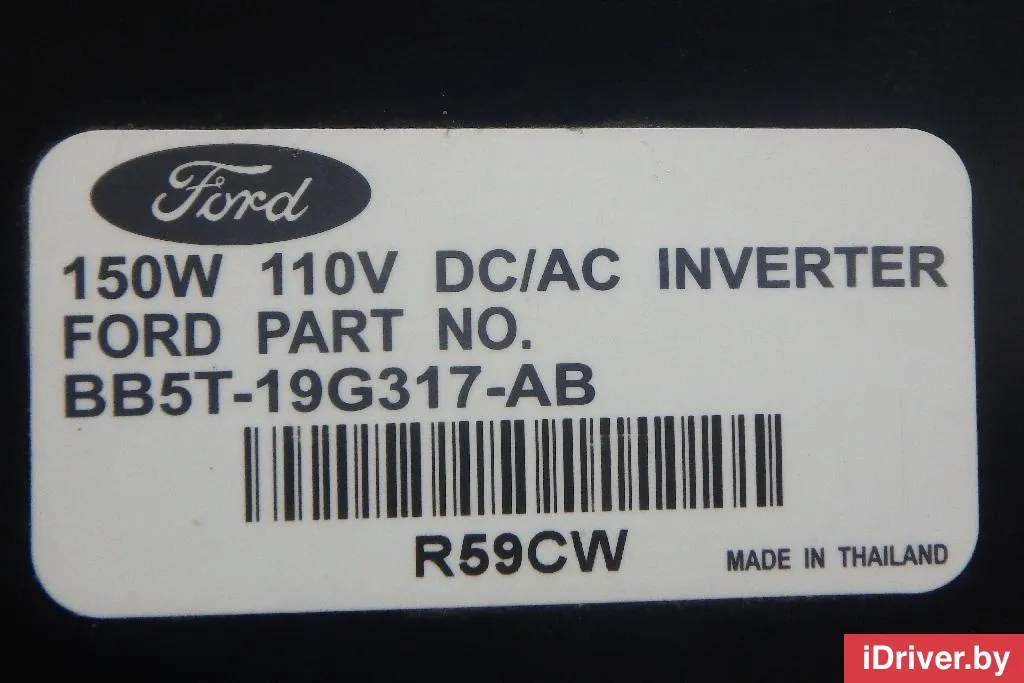 Ford
150W 110V DC/AC INVERTER
FORD PART NO.
BB5T-19G317-AB
R59CW
MADE IN THAILAND
iDriver.by